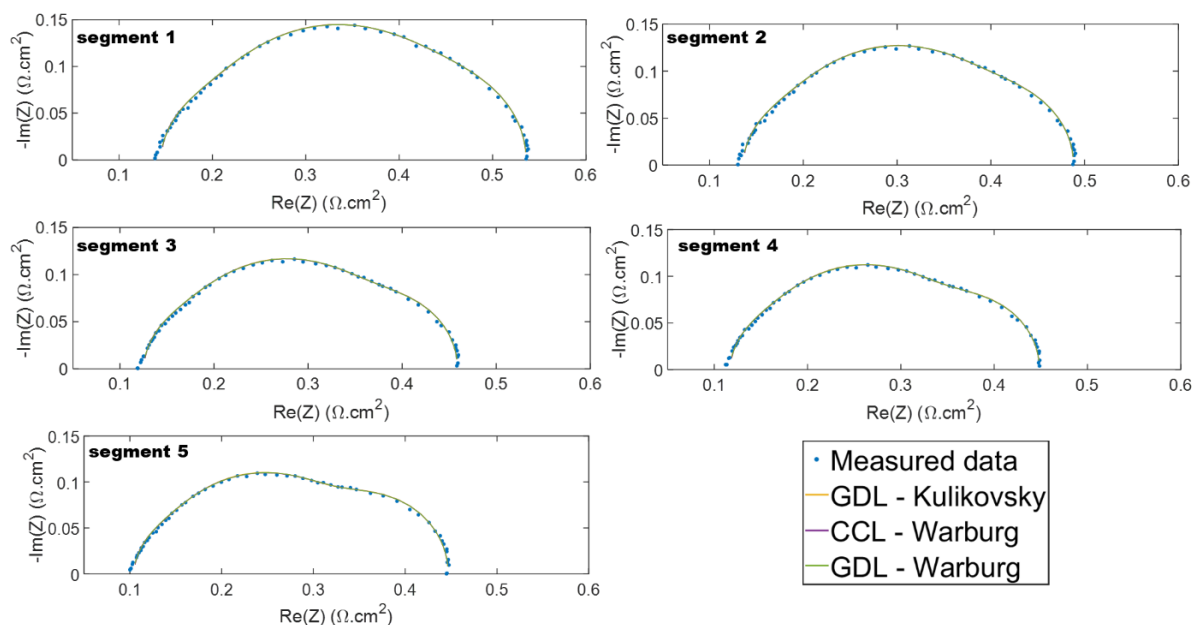 segment 1
-Im(Z) (Ω.cm²)
0.15
0.1
0.05
0
0.1 0.2 0.3 0.4 0.5 0.6
Re(Z) (Ω.cm²)
segment 2
-Im(Z) (Ω.cm²)
0.15
0.1
0.05
0
0.1 0.2 0.3 0.4 0.5 0.6
Re(Z) (Ω.cm²)
segment 3
-Im(Z) (Ω.cm²)
0.15
0.1
0.05
0
0.1 0.2 0.3 0.4 0.5 0.6
Re(Z) (Ω.cm²)
segment 4
-Im(Z) (Ω.cm²)
0.15
0.1
0.05
0
0.1 0.2 0.3 0.4 0.5 0.6
Re(Z) (Ω.cm²)
segment 5
-Im(Z) (Ω.cm²)
0.15
0.1
0.05
0
0.1 0.2 0.3 0.4 0.5 0.6
Re(Z) (Ω.cm²)
Measured data
GDL - Kulikovsky
CCL - Warburg
GDL - Warburg